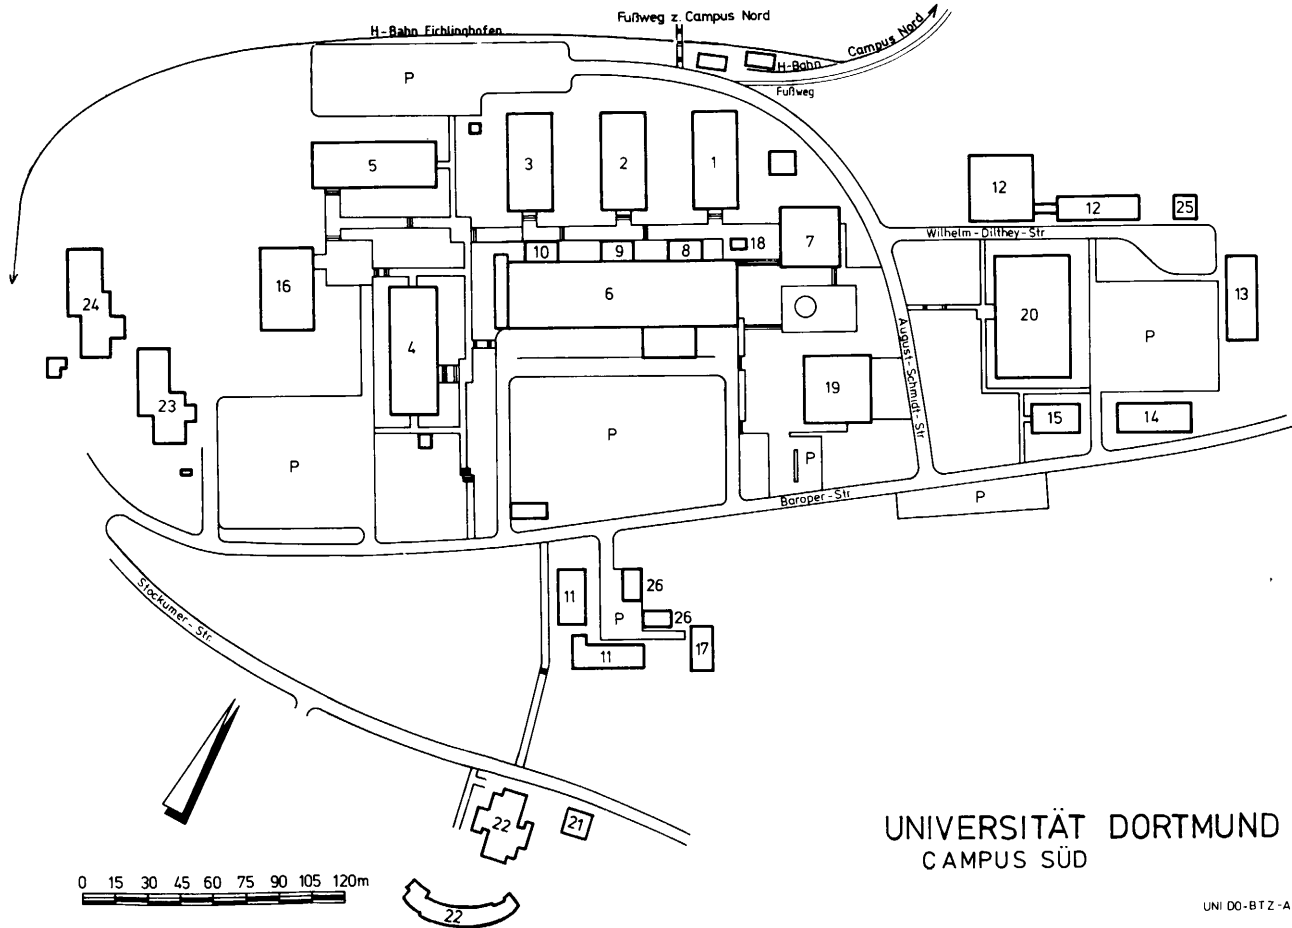 Fußweg z. Campus Nord
H-Bahn Eichlinghofen
Campus Nord
H-Bahn
Fußweg
P
5
3
2
1
12
12
25
Wilhelm-Dilthey-Str
10
9
8
18
7
16
6
24
4
20
13
August-Schmidt-Str
P
19
23
15
14
P
P
P
Baroper-Str
P
Stockumer-Str.
11
26
P
26
11
17
22
21
22
0 15 30 45 60 75 90 105 120m
UNIVERSITÄT DORTMUND
CAMPUS SÜD
UNI DO-BTZ-A